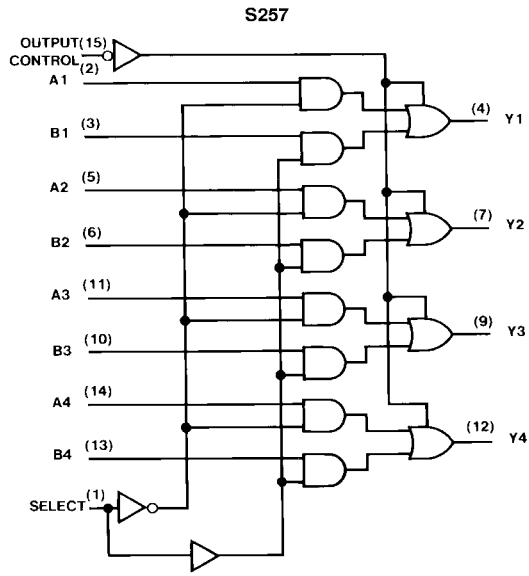 S257
OUTPUT (15)
CONTROL
(2)
A1
(3)
B1
(4)
Y1
(5)
A2
(6)
B2
(7)
Y2
(11)
A3
(10)
B3
(9)
Y3
(14)
A4
(13)
B4
(12)
Y4
SELECT (1)